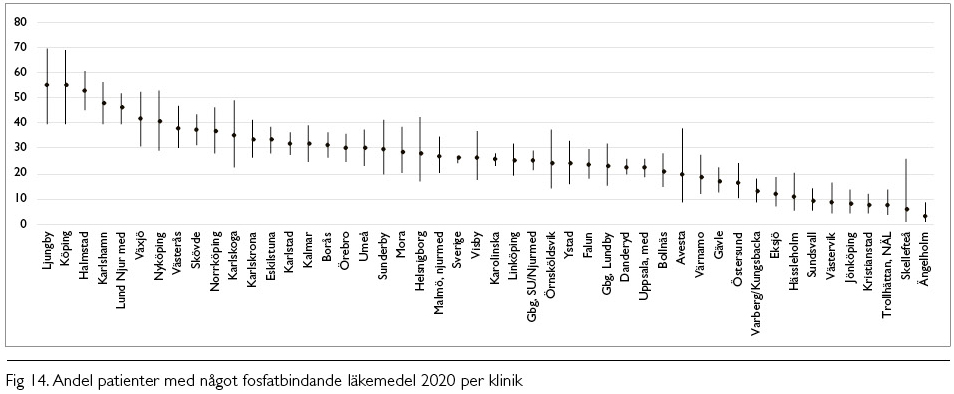 80
70
60
50
40
30
20
10
0
Ljungby
Köping
Halmstad
Karlshamn
Lund Njur med
Växjö
Nyköping
Västerås
Skövde
Norrköping
Karlskoga
Karlskrona
Eskilstuna
Karlstad
Kalmar
Borås
Örebro
Umeå
Sunderby
Mora
Helsnigborg
Malmö, njurmed
Sverige
Visby
Karolinska
Linköping
Gbg, SU/Njurmed
Örnsköldsvik
Ystad
Falun
Gbg, Lundby
Danderyd
Uppsala, med
Bollnäs
Avesta
Värnamo
Gävle
Östersund
Varberg/Kungsbacka
Eksjö
Hässleholm
Sundsvall
Västervik
Jönköping
Kristianstad
Trollhättan, NÄL
Skellefteå
Ängelholm
Fig 14. Andel patienter med något fosfatbindande läkemedel 2020 per klinik